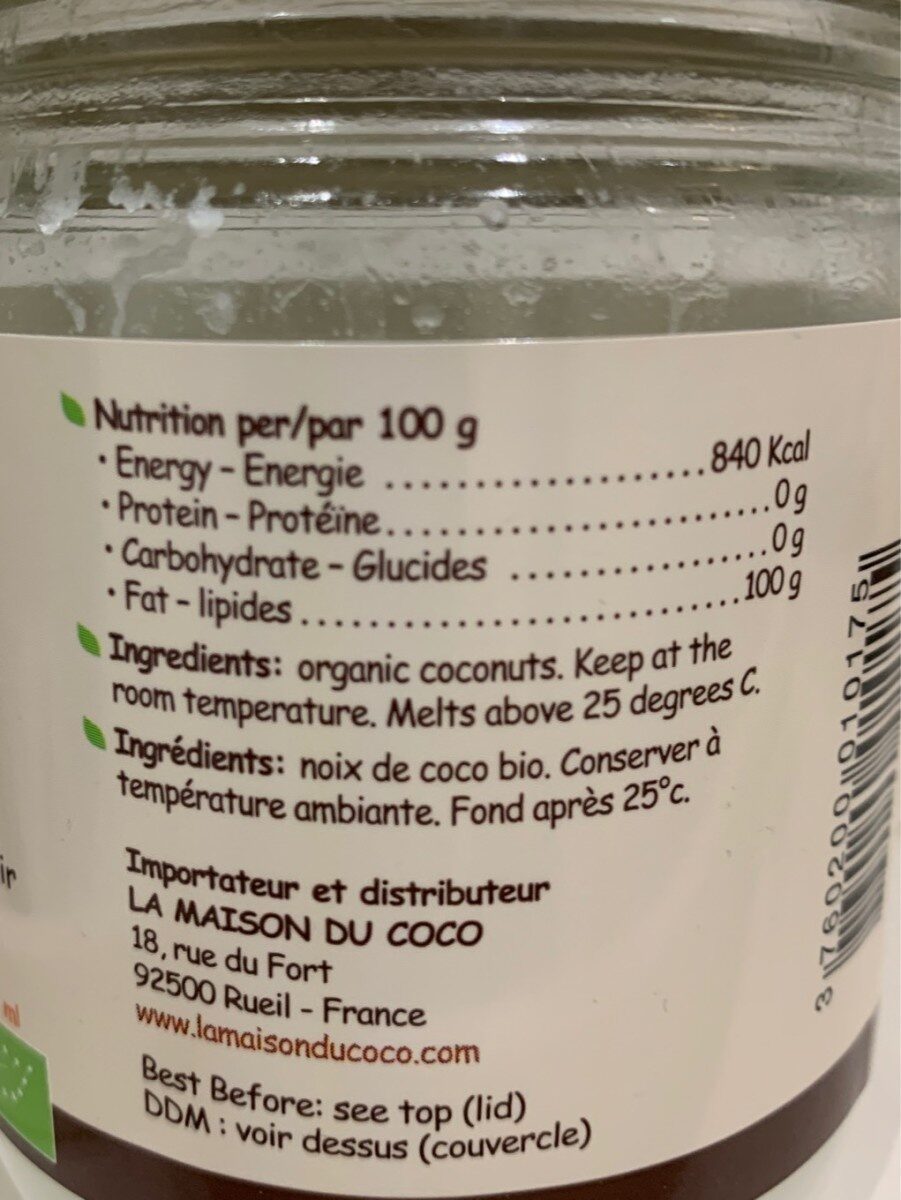 Nutrition per/par 100 g
· Energy – Energie ........................ 840 Kcal
· Protein – Protéïne........................0g
· Carbohydrate – Glucides ................0g
· Fat – lipides ..............................100g
Ingredients: organic coconuts. Keep at the
room temperature. Melts above 25 degrees C.
Ingrédients: noix de coco bio. Conserver à
température ambiante. Fond après 25°c.
Importateur et distributeur
LA MAISON DU COCO
18, rue du Fort
92500 Rueil – France
www.lamaisonducoco.com
Best Before: see top (lid)
DDM : voir dessus (couvercle)
ir
ml
3 760200 010175